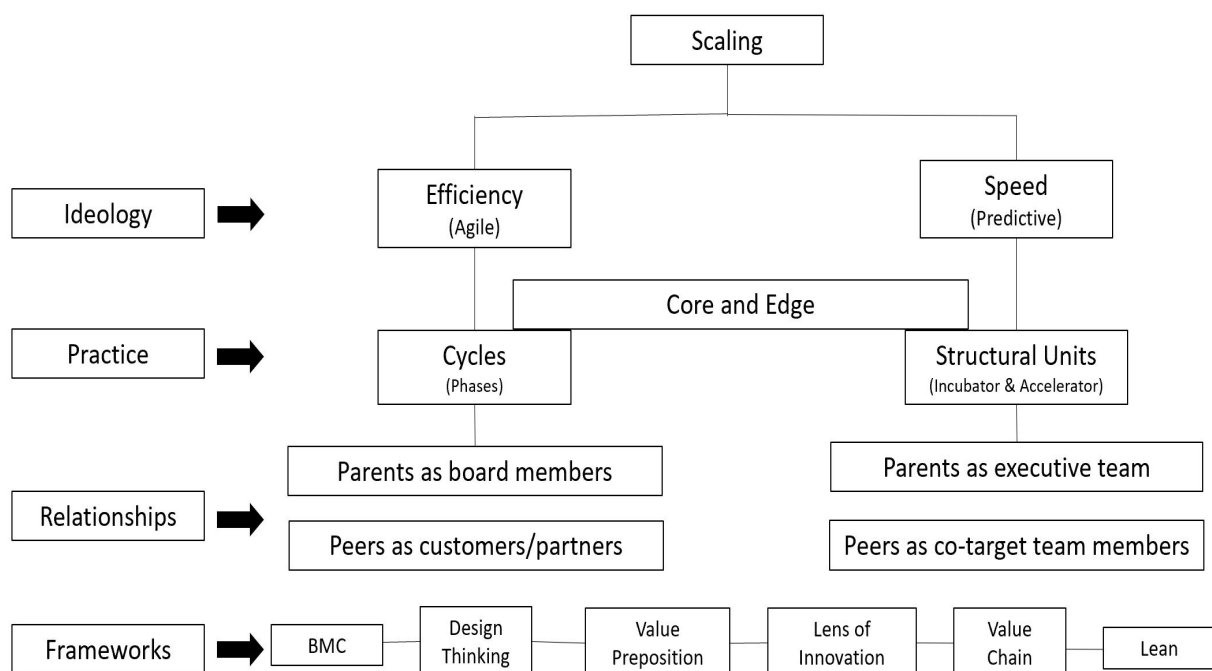 Scaling
Ideology
Efficiency
(Agile)
Speed
(Predictive)
Core and Edge
Practice
Cycles
(Phases)
Structural Units
(Incubator & Accelerator)
Relationships
Parents as board members
Parents as executive team
Peers as customers/partners
Peers as co-target team members
Frameworks
BMC
Design
Thinking
Value
Preposition
Lens of
Innovation
Value
Chain
Lean